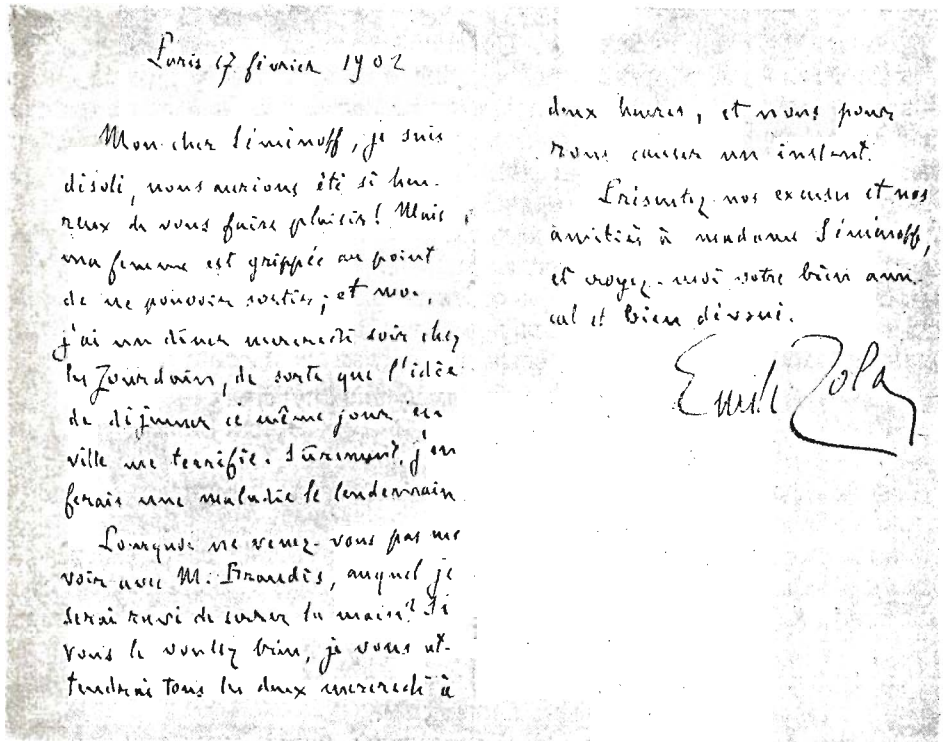 Paris 17 février 1902
Mon cher Séménoff, je suis
désolé, nous aurions été si heu-
reux de vous faire plaisir! Mais
ma femme est grippée au point
de ne pouvoir sortir; et moi,
j'ai un dîner mercredi soir chez
les Jourdain, de sorte que l'idée
de déjeuner ce même jour en
ville me terrifie. Sûrement, j'en
ferais une maladie le lendemain.
Pourquoi ne venez-vous pas me
voir avec M. Brandès, auquel je
serai ravi de serrer la main? Si
vous le voulez bien, je vous at-
tendrai tous les deux mercredi à
deux heures, et nous pour
rons causer un instant.
Présentez nos excuses et nos
amitiés à madame Séménoff,
et croyez-moi votre bien ami-
cal et bien dévoué.
Emile Zola